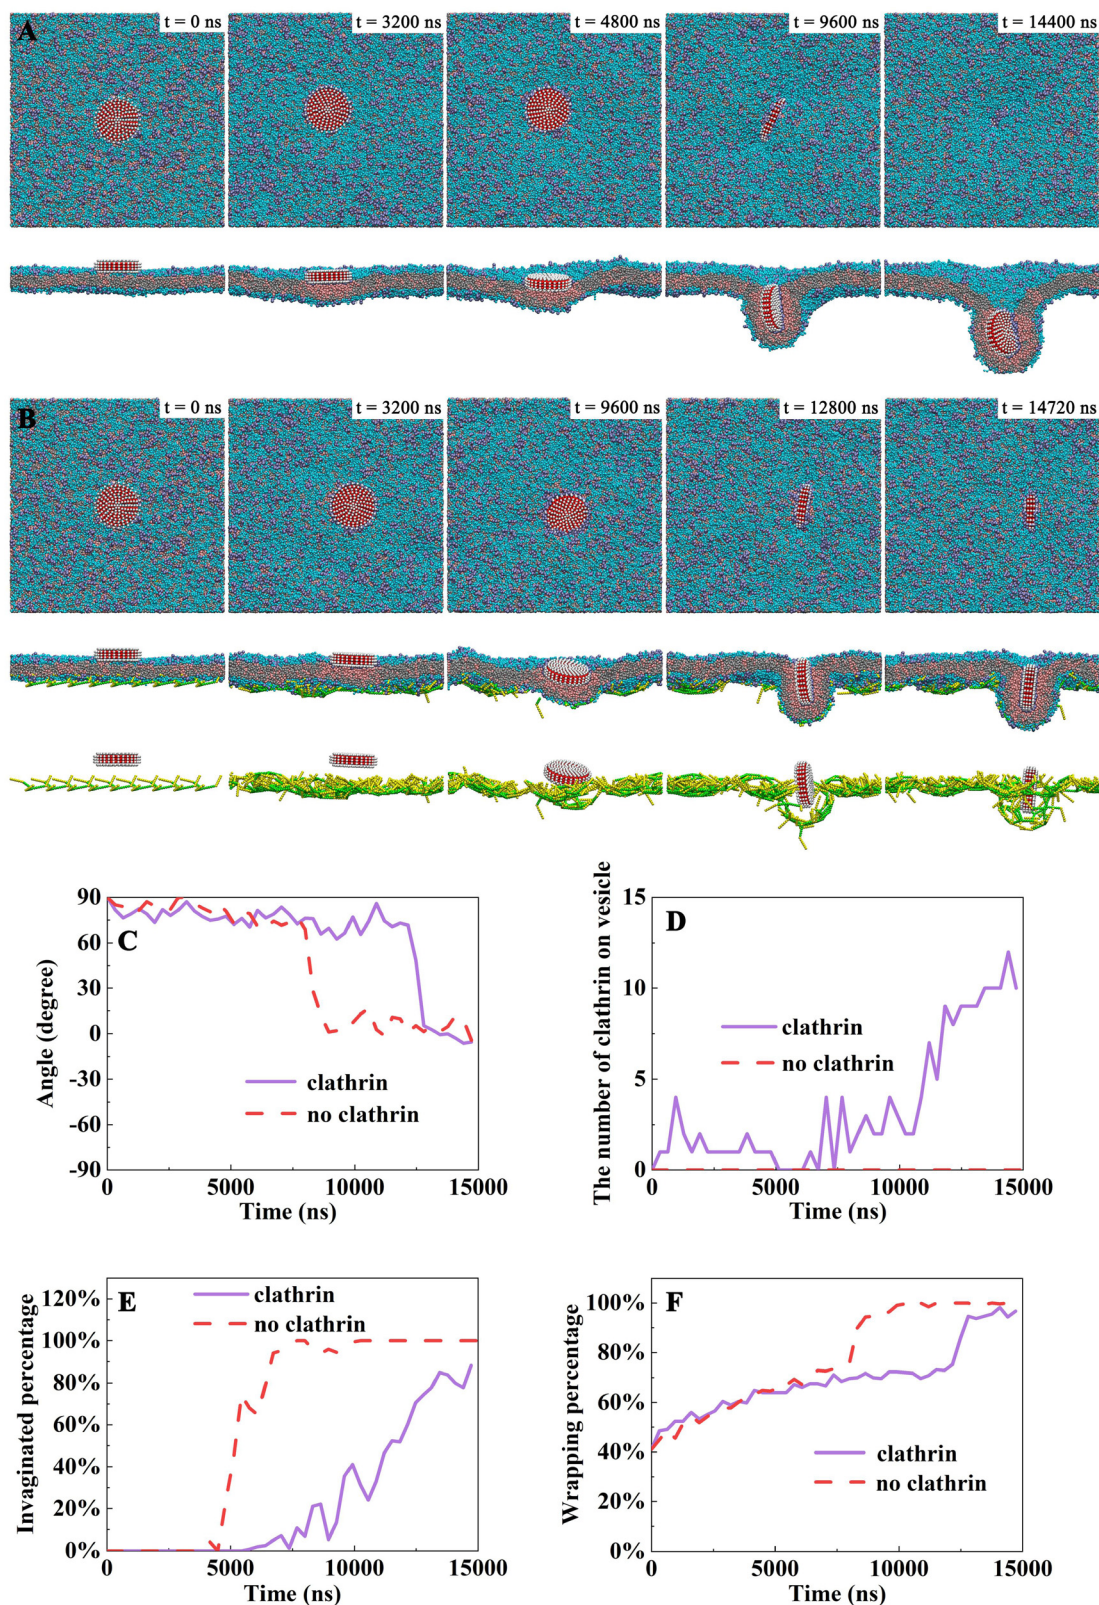 A
t = 0 ns
t = 3200 ns
t = 4800 ns
t = 9600 ns
t = 14400 ns
B
t = 0 ns
t = 3200 ns
t = 9600 ns
t = 12800 ns
t = 14720 ns
C
90
60
30
0
-30
-60
-90
Angle (degree)
clathrin
no clathrin
0
5000
10000
15000
Time (ns)
D
15
10
5
0
The number of clathrin on vesicle
clathrin
no clathrin
0
5000
10000
15000
Time (ns)
E
120%
100%
80%
60%
40%
20%
0%
Invaginated percentage
clathrin
no clathrin
0
5000
10000
15000
Time (ns)
F
100%
80%
60%
40%
20%
0%
Wrapping percentage
clathrin
no clathrin
0
5000
10000
15000
Time (ns)